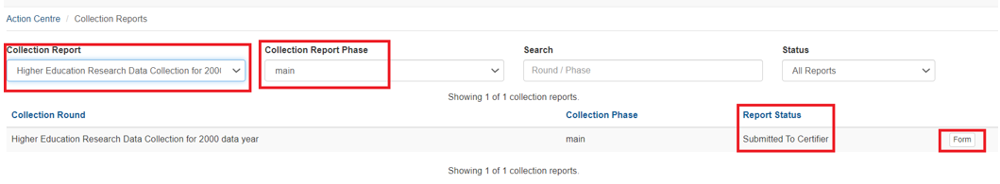 Action Centre / Collection Reports
Collection Report Collection Report Phase Search Status
Higher Education Research Data Collection for 200 main Round / Phase All Reports
Showing 1 of 1 collection reports.
Collection Round Collection Phase Report Status
Higher Education Research Data Collection for 2000 data year main Submitted To Certifier Form
Showing 1 of 1 collection reports.